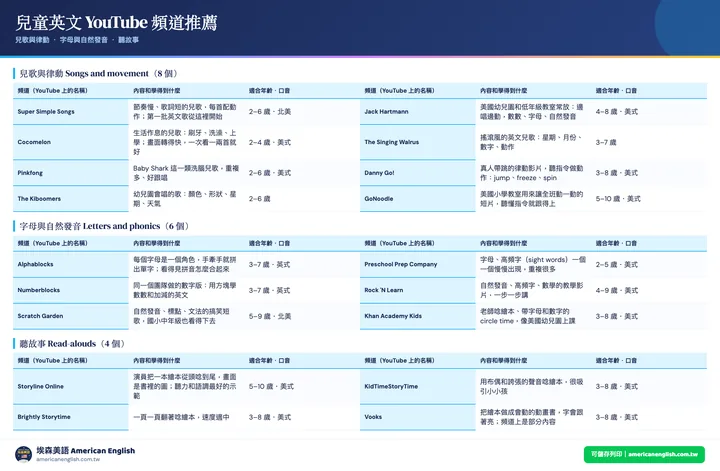 兒童英文 YouTube 頻道推薦
兒歌與律動 · 字母與自然發音 · 聽故事
兒歌與律動 Songs and movement（8 個）
頻道（YouTube 上的名稱） 內容和學得到什麼 適合年齡・口音
Super Simple Songs
節奏慢、歌詞短的兒歌，每首配動
作；第一批英文歌從這裡開始
2–6 歲・北美
Cocomelon
生活作息的兒歌：刷牙、洗澡、上
學；畫面轉得快，一次看一兩首就
好
2–4 歲・美式
Pinkfong
Baby Shark 這一類洗腦兒歌，重複
多、好跟唱
2–6 歲・美式
The Kiboomers
幼兒園會唱的歌：顏色、形狀、星
期、天氣
2–6 歲
頻道（YouTube 上的名稱） 內容和學得到什麼 適合年齡・口音
Jack Hartmann
美國幼兒園和低年級教室常放：邊
唱邊動，數數、字母、自然發音
4–8 歲・美式
The Singing Walrus
搖滾風的英文兒歌：星期、月份、
數字、動作
3–7 歲
Danny Go!
真人帶跳的律動影片，聽指令做動
作：jump、freeze、spin
3–8 歲・美式
GoNoodle
美國小學教室用來讓全班動一動的
短片，聽懂指令就跟得上
5–10 歲・美式
字母與自然發音 Letters and phonics（6 個）
頻道（YouTube 上的名稱） 內容和學得到什麼 適合年齡・口音
Alphablocks
每個字母是一個角色，手牽手就拼
出單字；看得見拼音怎麼合起來
3–7 歲・英式
Numberblocks
同一個團隊做的數字版：用方塊學
數數和加減的英文
3–7 歲・英式
Scratch Garden
自然發音、標點、文法的搞笑短
歌，國小中年級也看得下去
5–9 歲・北美
頻道（YouTube 上的名稱） 內容和學得到什麼 適合年齡・口音
Preschool Prep Company
字母、高頻字（sight words）一個
一個慢慢出現，重複很多
2–5 歲・美式
Rock 'N Learn
自然發音、高頻字、數學的教學影
片，一步一步講
4–9 歲・美式
Khan Academy Kids
老師唸繪本、帶字母和數字的
circle time，像美國幼兒園上課
3–8 歲・美式
聽故事 Read-alouds（4 個）
頻道（YouTube 上的名稱） 內容和學得到什麼 適合年齡・口音
Storyline Online
演員把一本繪本從頭唸到尾，畫面
是書裡的圖；聽力和語調最好的示
範
5–10 歲・美式
Brightly Storytime
一頁一頁翻著唸繪本，速度適中
3–8 歲・美式
頻道（YouTube 上的名稱） 內容和學得到什麼 適合年齡・口音
KidTimeStoryTime
用布偶和誇張的聲音唸繪本，很吸
引小小孩
3–8 歲・美式
Vooks
把繪本做成會動的動畫書，字會跟
著亮；頻道上是部分內容
3–8 歲・美式
埃森美語 American English
americanenglish.com.tw
可儲存列印｜americanenglish.com.tw